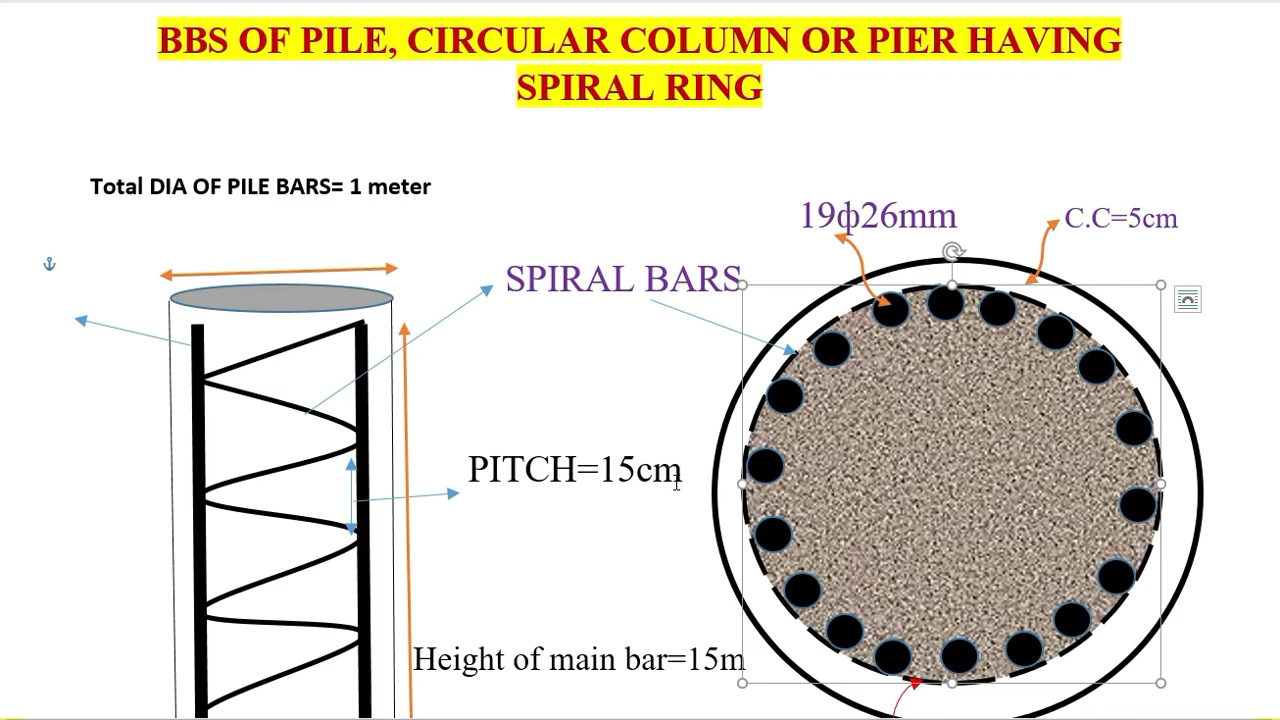 BBS OF PILE, CIRCULAR COLUMN OR PIER HAVING
SPIRAL RING
Total DIA OF PILE BARS= 1 meter
19ф26mm
C.C=5cm
SPIRAL BARS
PITCH=15cm
Height of main bar=15m